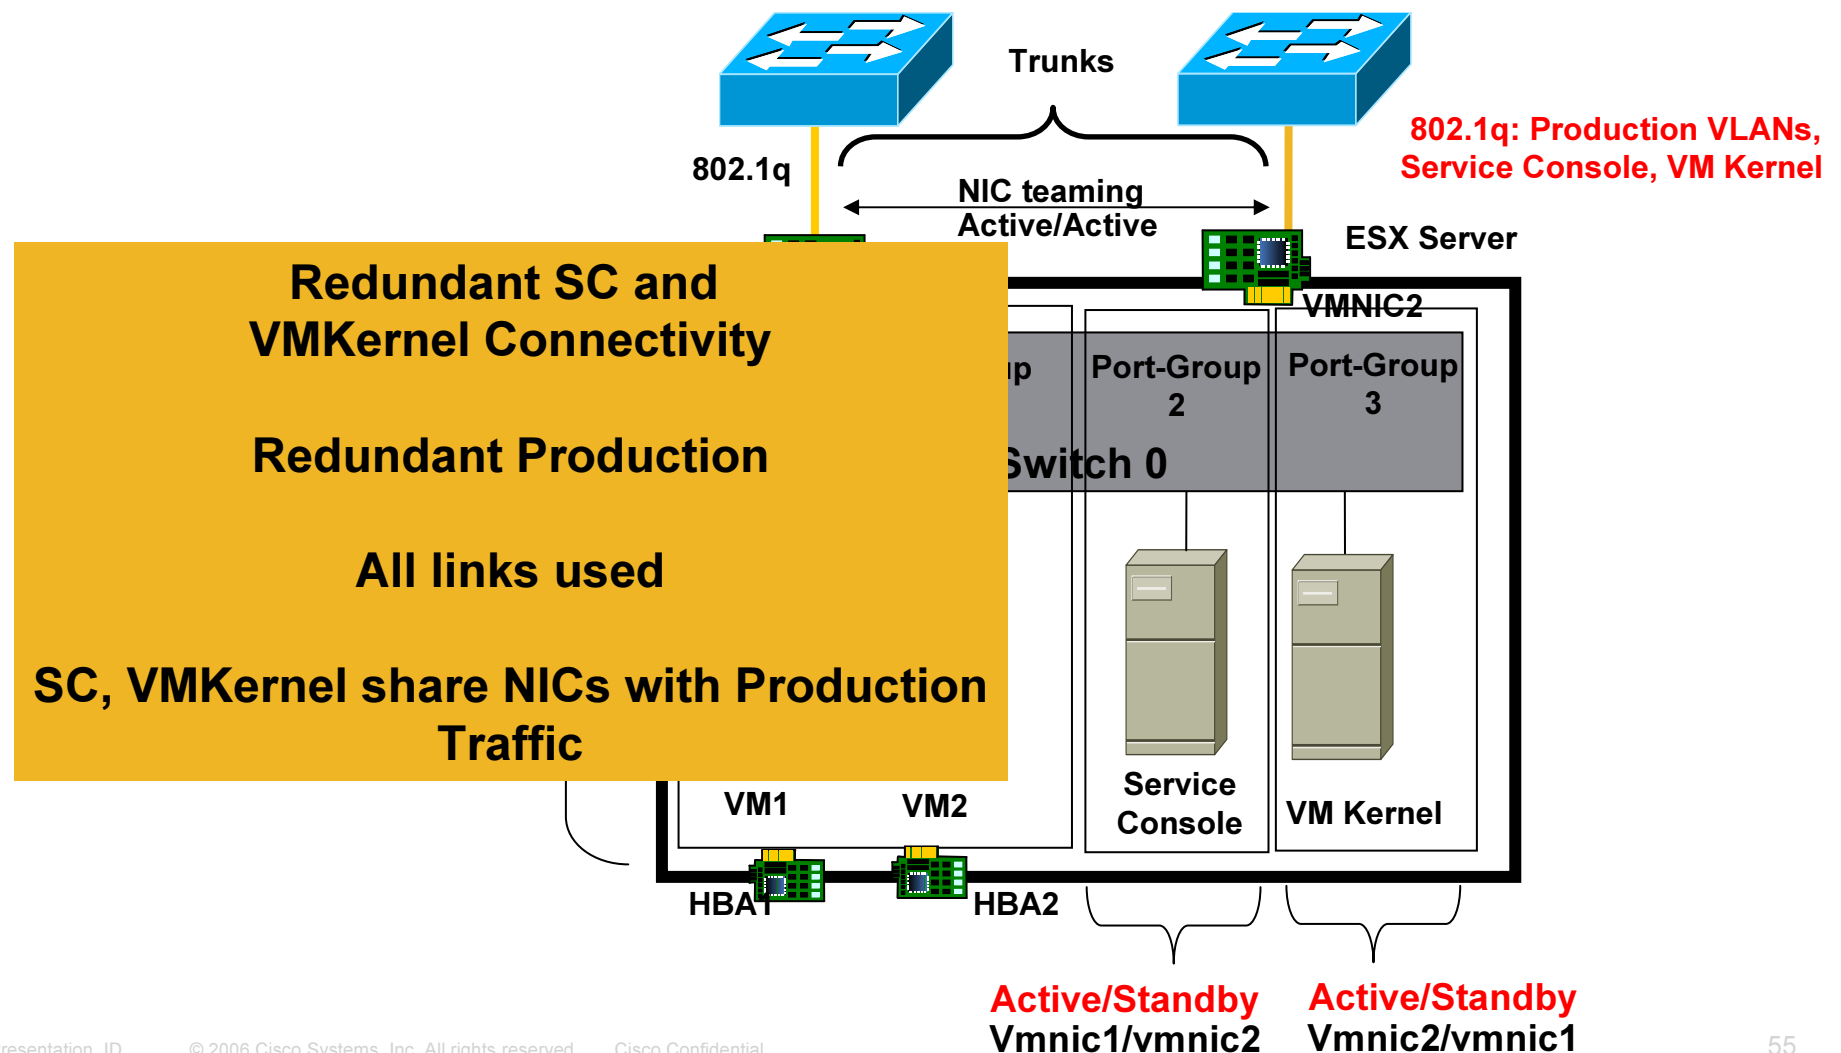 Trunks
802.1q: Production VLANs,
Service Console, VM Kernel
802.1q
NIC teaming
Active/Active
ESX Server
VMNIC2
Redundant SC and
VMKernel Connectivity
Redundant Production
All links used
SC, VMKernel share NICs with Production
Traffic
Port-Group
2
Port-Group
3
Switch 0
VM1
VM2
Service
Console
VM Kernel
HBA1
HBA2
Active/Standby
Vmnic1/vmnic2
Active/Standby
Vmnic2/vmnic1
© 2006 Cisco Systems, Inc. All rights reserved.
Cisco Confidential
55